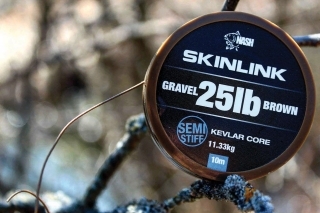 NASH
SKINLINK
GRAVEL 25lb BROWN
SEMI STIFF
KEVLAR CORE
11.33kg
10m